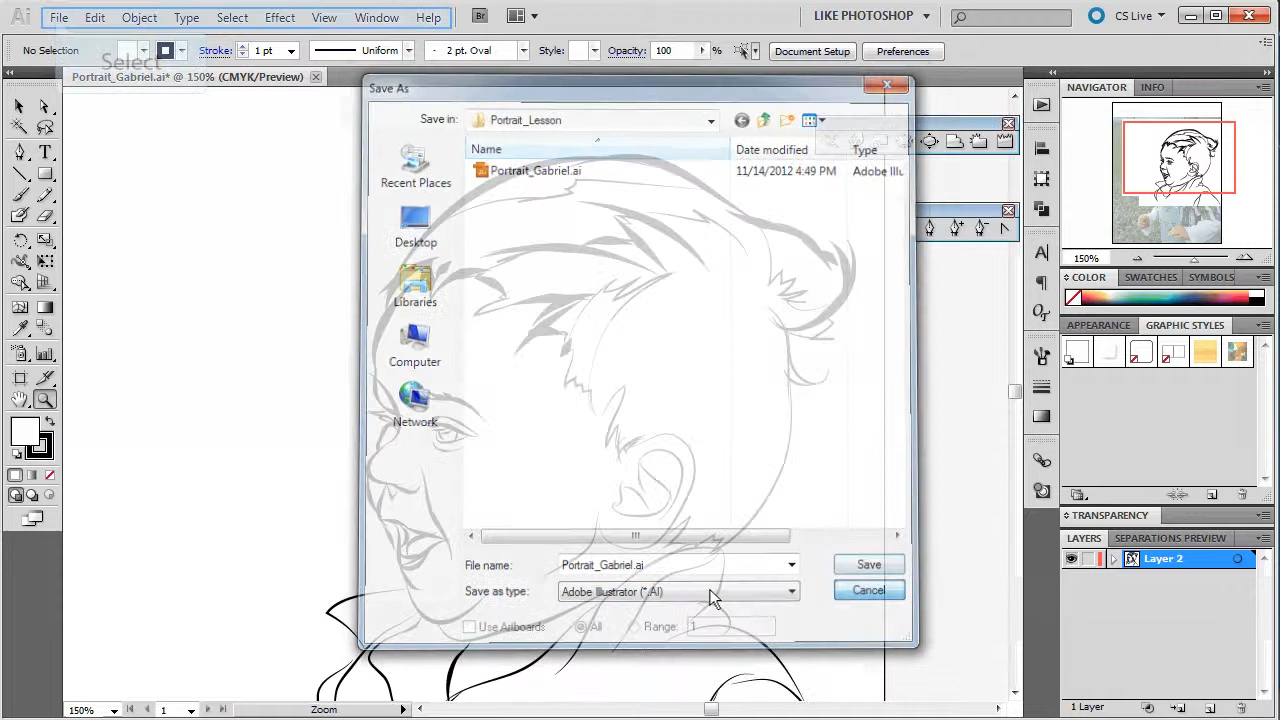 Ai File Edit Object Type Select Effect View Window Help Br LIKE PHOTOSHOP CS Live
No Selection Stroke: 1 pt Uniform 2 pt. Oval Style: Opacity: 100 % Document Setup Preferences
Select
Portrait_Gabriel.ai* @ 150% (CMYK/Preview)
Save As
Save in: Portrait_Lesson
Name Date modified Type
Portrait_Gabriel.ai 11/14/2012 4:49 PM Adobe Illu
Recent Places
Desktop
Libraries
Computer
Network
File name: Portrait_Gabriel.ai Save
Save as type: Adobe Illustrator (*.AI) Cancel
Use Artboards All Range: 1
NAVIGATOR INFO
150%
COLOR SWATCHES SYMBOLS
APPEARANCE GRAPHIC STYLES
TRANSPARENCY
LAYERS SEPARATIONS PREVIEW
Layer 2
1 Layer
150% 1 Zoom